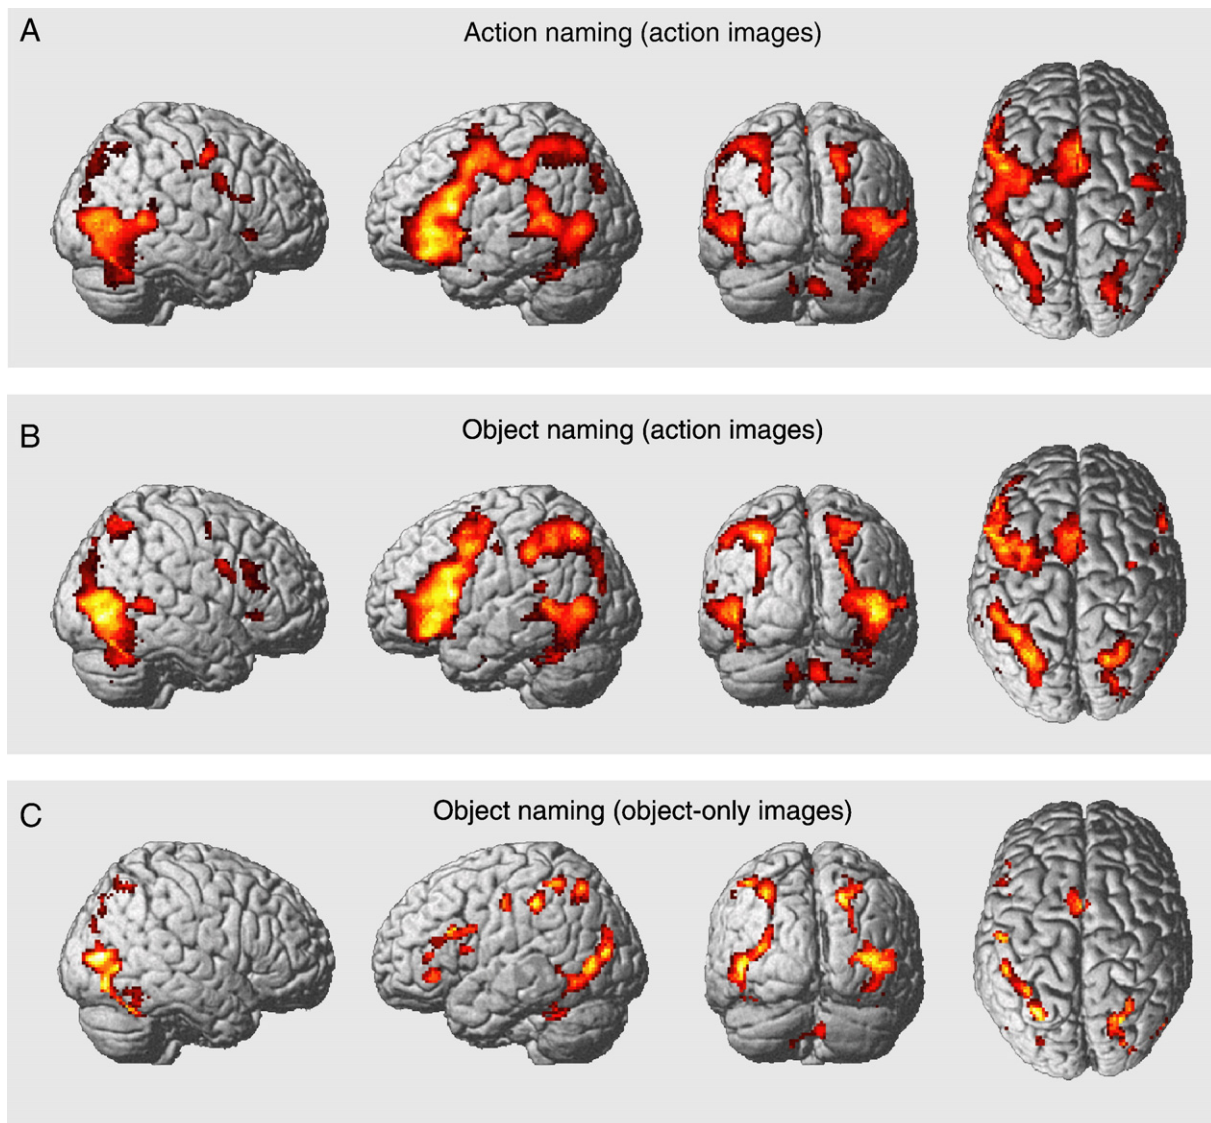 A
Action naming (action images)
B
Object naming (action images)
C
Object naming (object-only images)